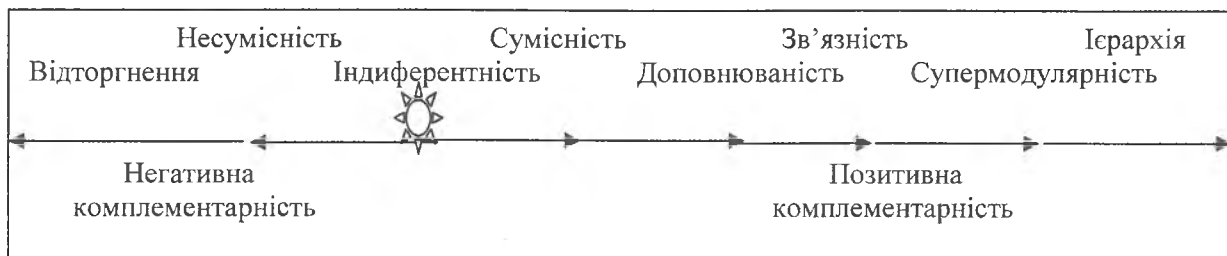 Несумісність Сумісність Зв’язність Ієрархія
Відторгнення Індиферентність Доповнюваність Супермодулярність
Негативна Позитивна
комплементарність комплементарність